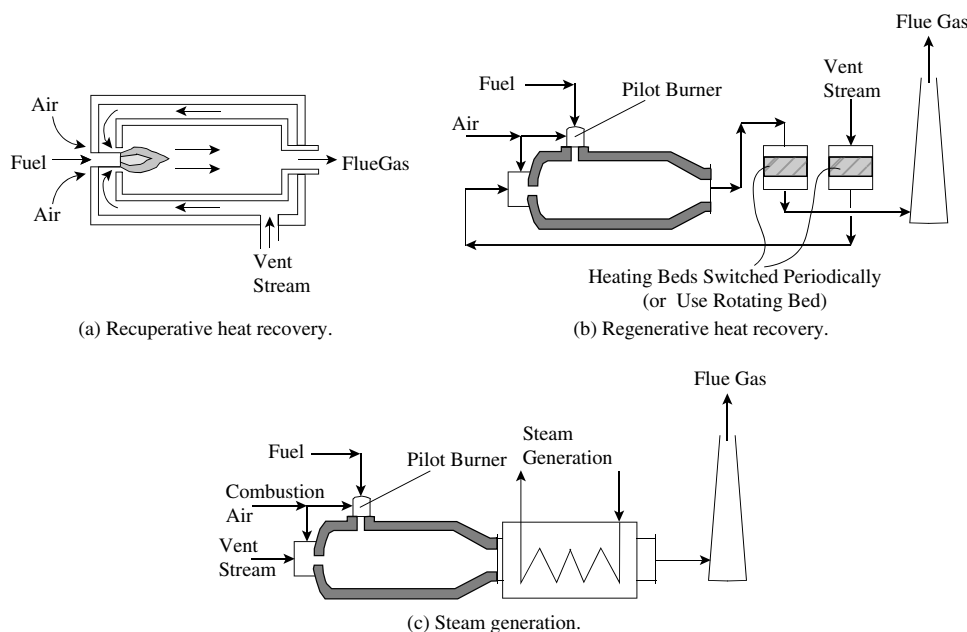 Air
Fuel
Air
FlueGas
Vent
Stream
(a) Recuperative heat recovery.
Flue Gas
Vent
Stream
Fuel
Pilot Burner
Air
Heating Beds Switched Periodically
(or Use Rotating Bed)
(b) Regenerative heat recovery.
Flue Gas
Steam
Generation
Fuel
Pilot Burner
Combustion
Air
Vent
Stream
(c) Steam generation.